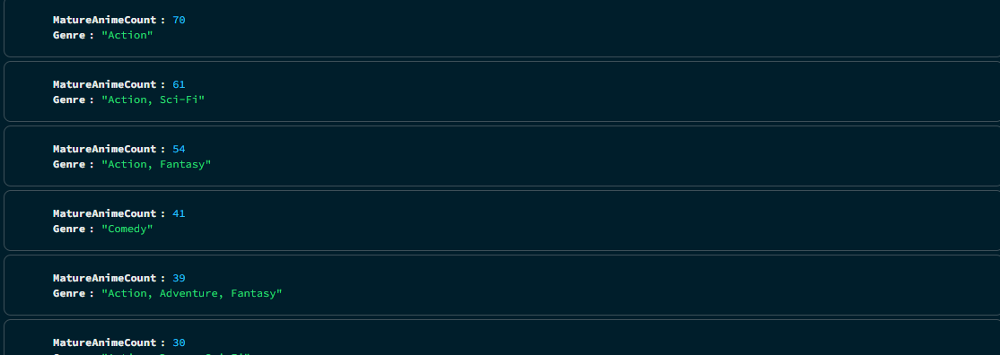 MatureAnimeCount : 70
Genre : "Action"
MatureAnimeCount : 61
Genre : "Action, Sci-Fi"
MatureAnimeCount : 54
Genre : "Action, Fantasy"
MatureAnimeCount : 41
Genre : "Comedy"
MatureAnimeCount : 39
Genre : "Action, Adventure, Fantasy"
MatureAnimeCount : 30